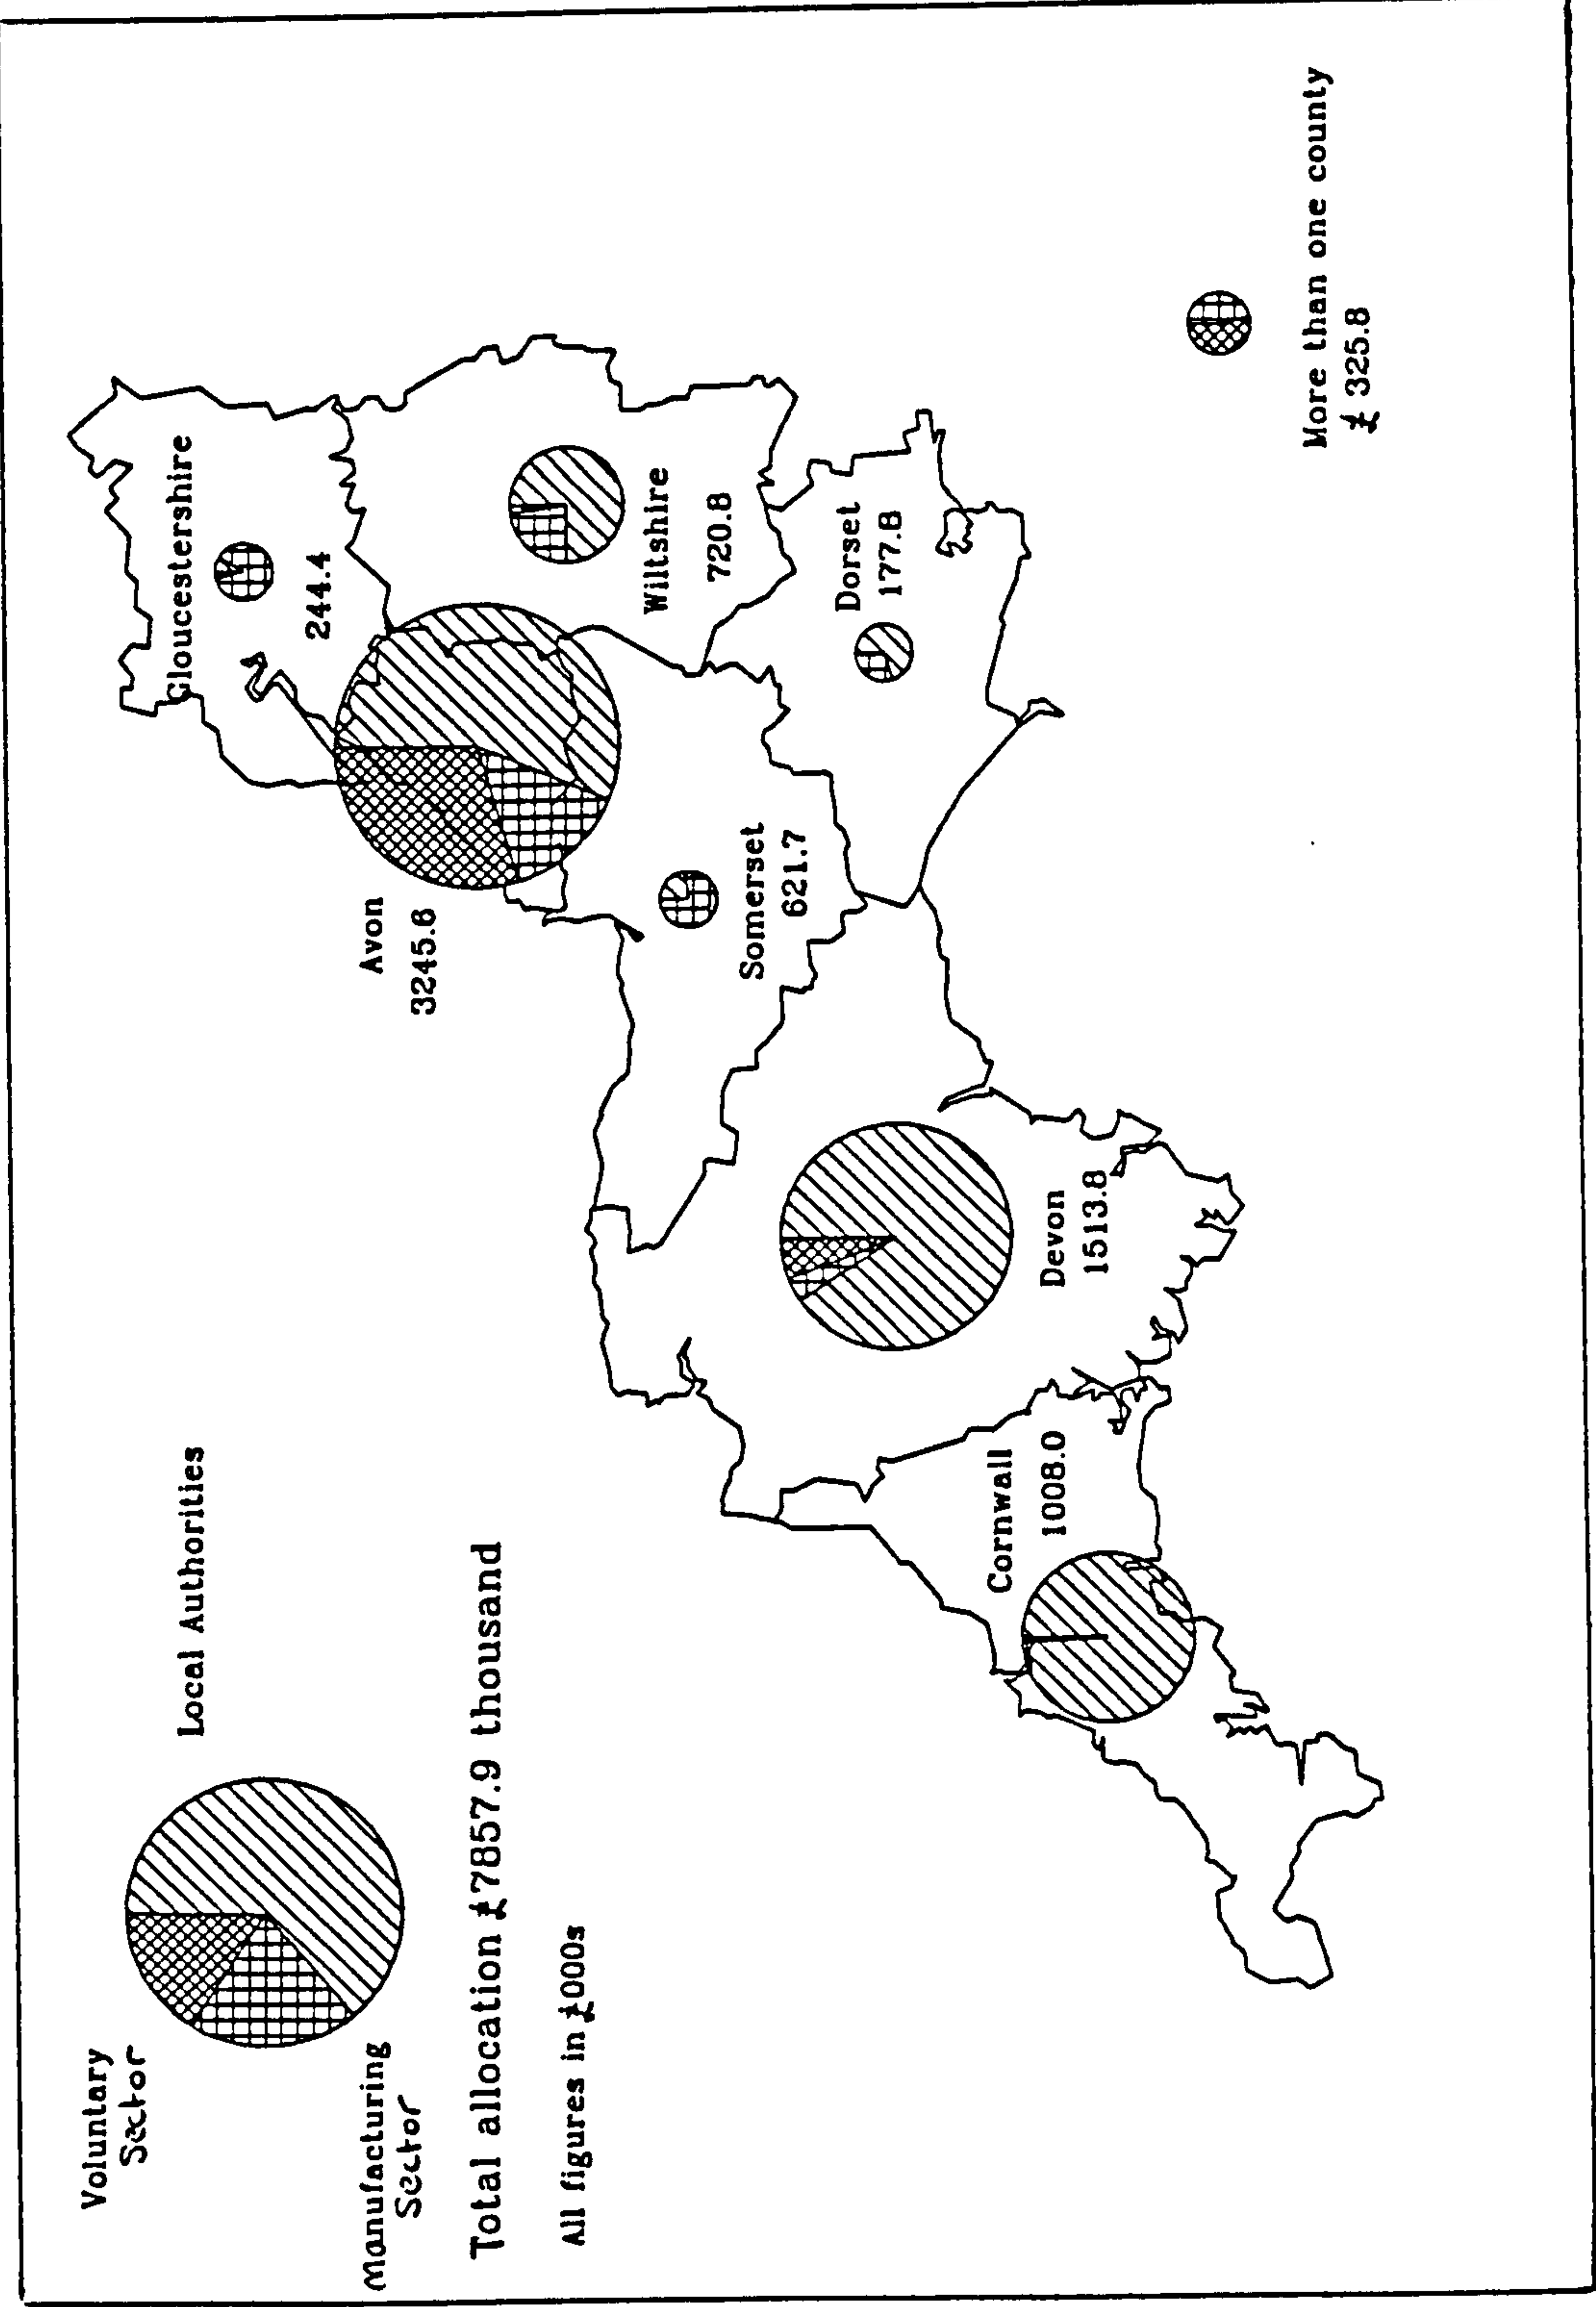 Voluntary
Sector
Local Authorities
Manufacturing
Sector
Total allocation £7857.9 thousand
All figures in £000s
Gloucestershire
244.4
Avon
3245.6
Wiltshire
720.8
Somerset
621.7
Dorset
177.8
Devon
1513.8
Cornwall
1008.0
More than one county
£ 325.8